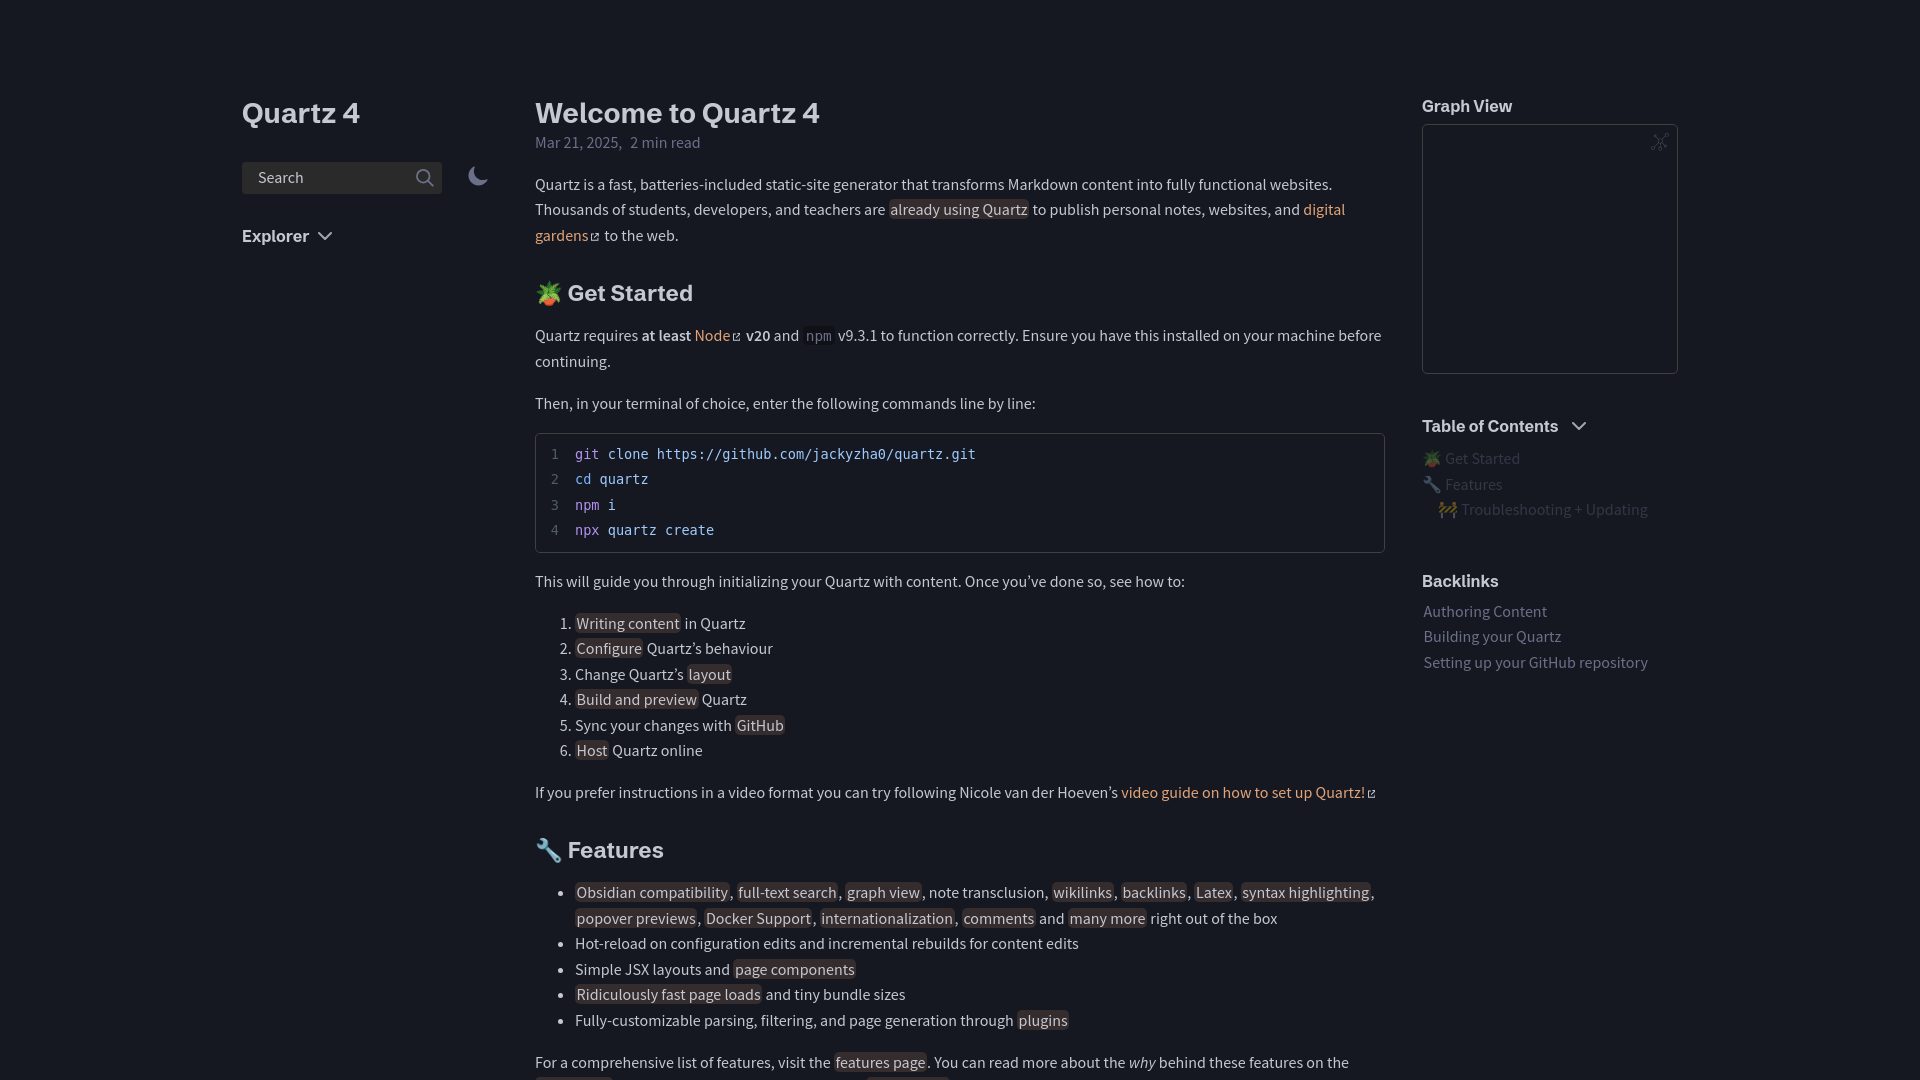 Quartz 4
Search
Explorer
Welcome to Quartz 4
Mar 21, 2025, 2 min read
Quartz is a fast, batteries-included static-site generator that transforms Markdown content into fully functional websites.
Thousands of students, developers, and teachers are already using Quartz to publish personal notes, websites, and digital
gardens to the web.
🪴 Get Started
Quartz requires at least Node v20 and npm v9.3.1 to function correctly. Ensure you have this installed on your machine before
continuing.
Then, in your terminal of choice, enter the following commands line by line:
1 git clone https://github.com/jackyzha0/quartz.git
2 cd quartz
3 npm i
4 npx quartz create
This will guide you through initializing your Quartz with content. Once you’ve done so, see how to:
1. Writing content in Quartz
2. Configure Quartz’s behaviour
3. Change Quartz’s layout
4. Build and preview Quartz
5. Sync your changes with GitHub
6. Host Quartz online
If you prefer instructions in a video format you can try following Nicole van der Hoeven’s video guide on how to set up Quartz!
🔧 Features
• Obsidian compatibility, full-text search, graph view, note transclusion, wikilinks, backlinks, Latex, syntax highlighting,
popover previews, Docker Support, internationalization, comments and many more right out of the box
• Hot-reload on configuration edits and incremental rebuilds for content edits
• Simple JSX layouts and page components
• Ridiculously fast page loads and tiny bundle sizes
• Fully-customizable parsing, filtering, and page generation through plugins
For a comprehensive list of features, visit the features page. You can read more about the why behind these features on the
Graph View
Table of Contents
🪴 Get Started
🔧 Features
🚧 Troubleshooting + Updating
Backlinks
Authoring Content
Building your Quartz
Setting up your GitHub repository